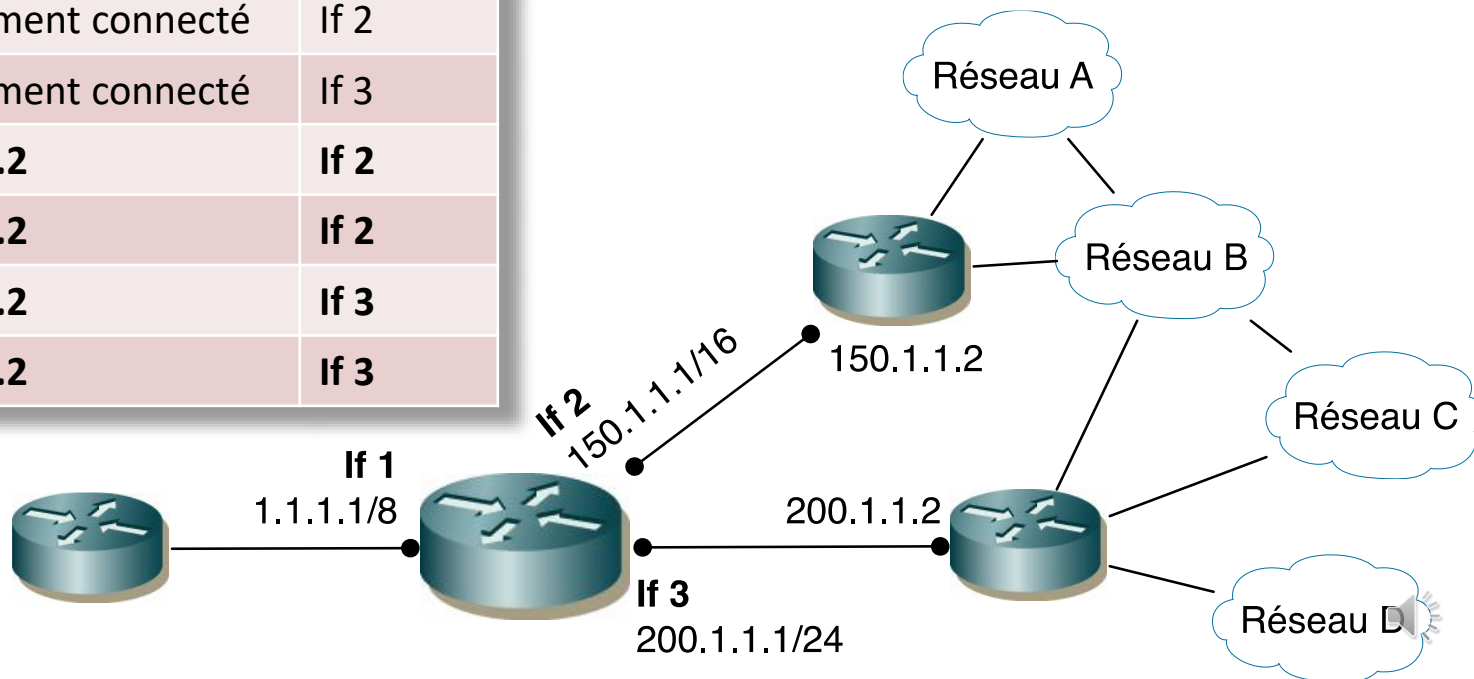 ment connecté If 2
ment connecté If 3
.2 If 2
.2 If 2
.2 If 3
.2 If 3
Réseau A
Réseau B
150.1.1.2
If 2
150.1.1.1/16
Réseau C
If 1
1.1.1.1/8
200.1.1.2
If 3
200.1.1.1/24
Réseau D